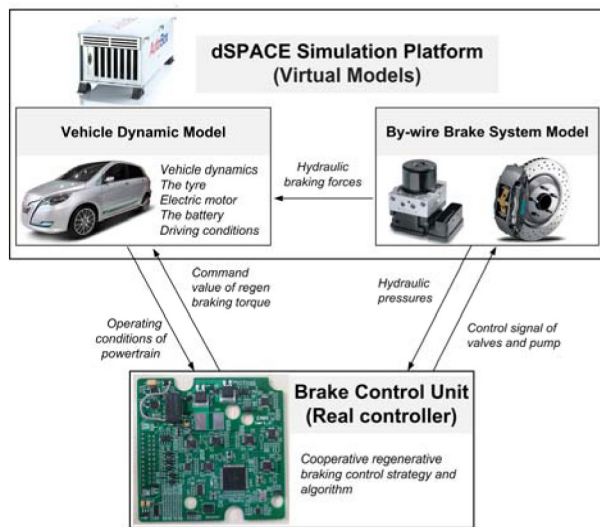 AutoBox
dSPACE Simulation Platform
(Virtual Models)
Vehicle Dynamic Model
Vehicle dynamics
The tyre
Electric motor
The battery
Driving conditions
Hydraulic
braking forces
By-wire Brake System Model
Command
value of regen
braking torque
Operating
conditions of
powertrain
Hydraulic
pressures
Control signal of
valves and pump
Brake Control Unit
(Real controller)
Cooperative regenerative
braking control strategy and
algorithm